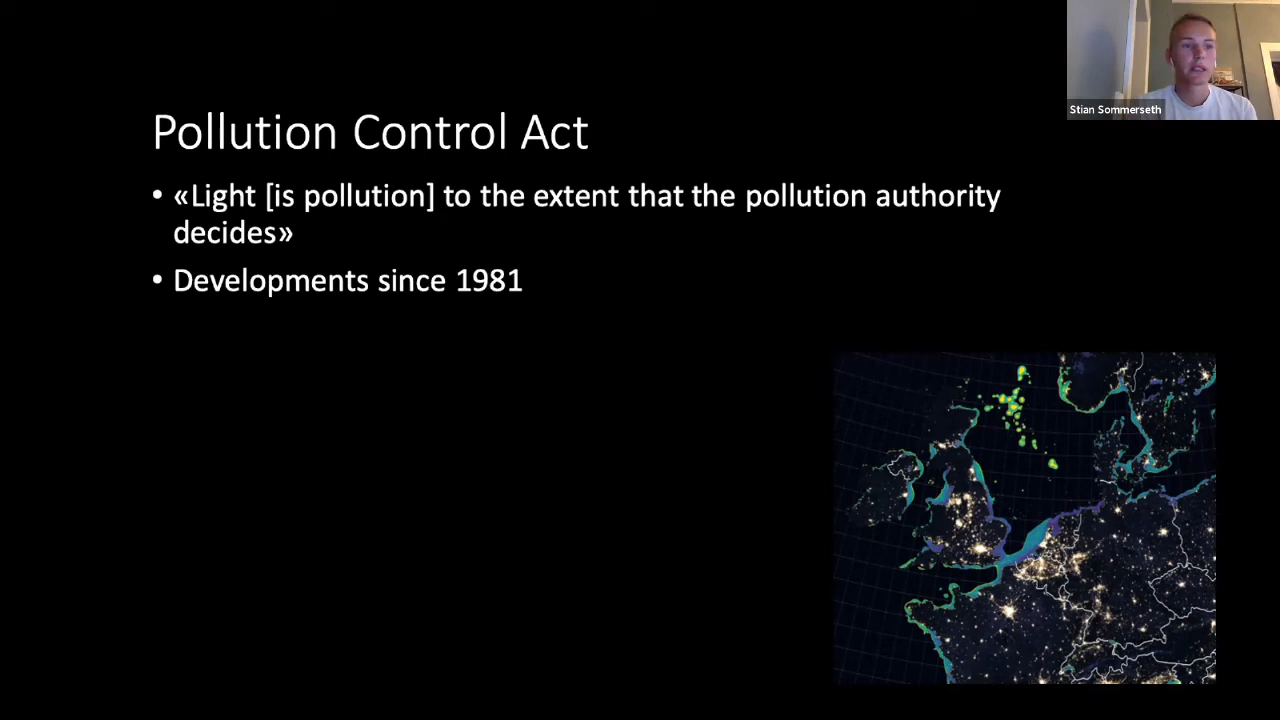 Stian Sommerseth
Pollution Control Act
• «Light [is pollution] to the extent that the pollution authority
decides»
• Developments since 1981